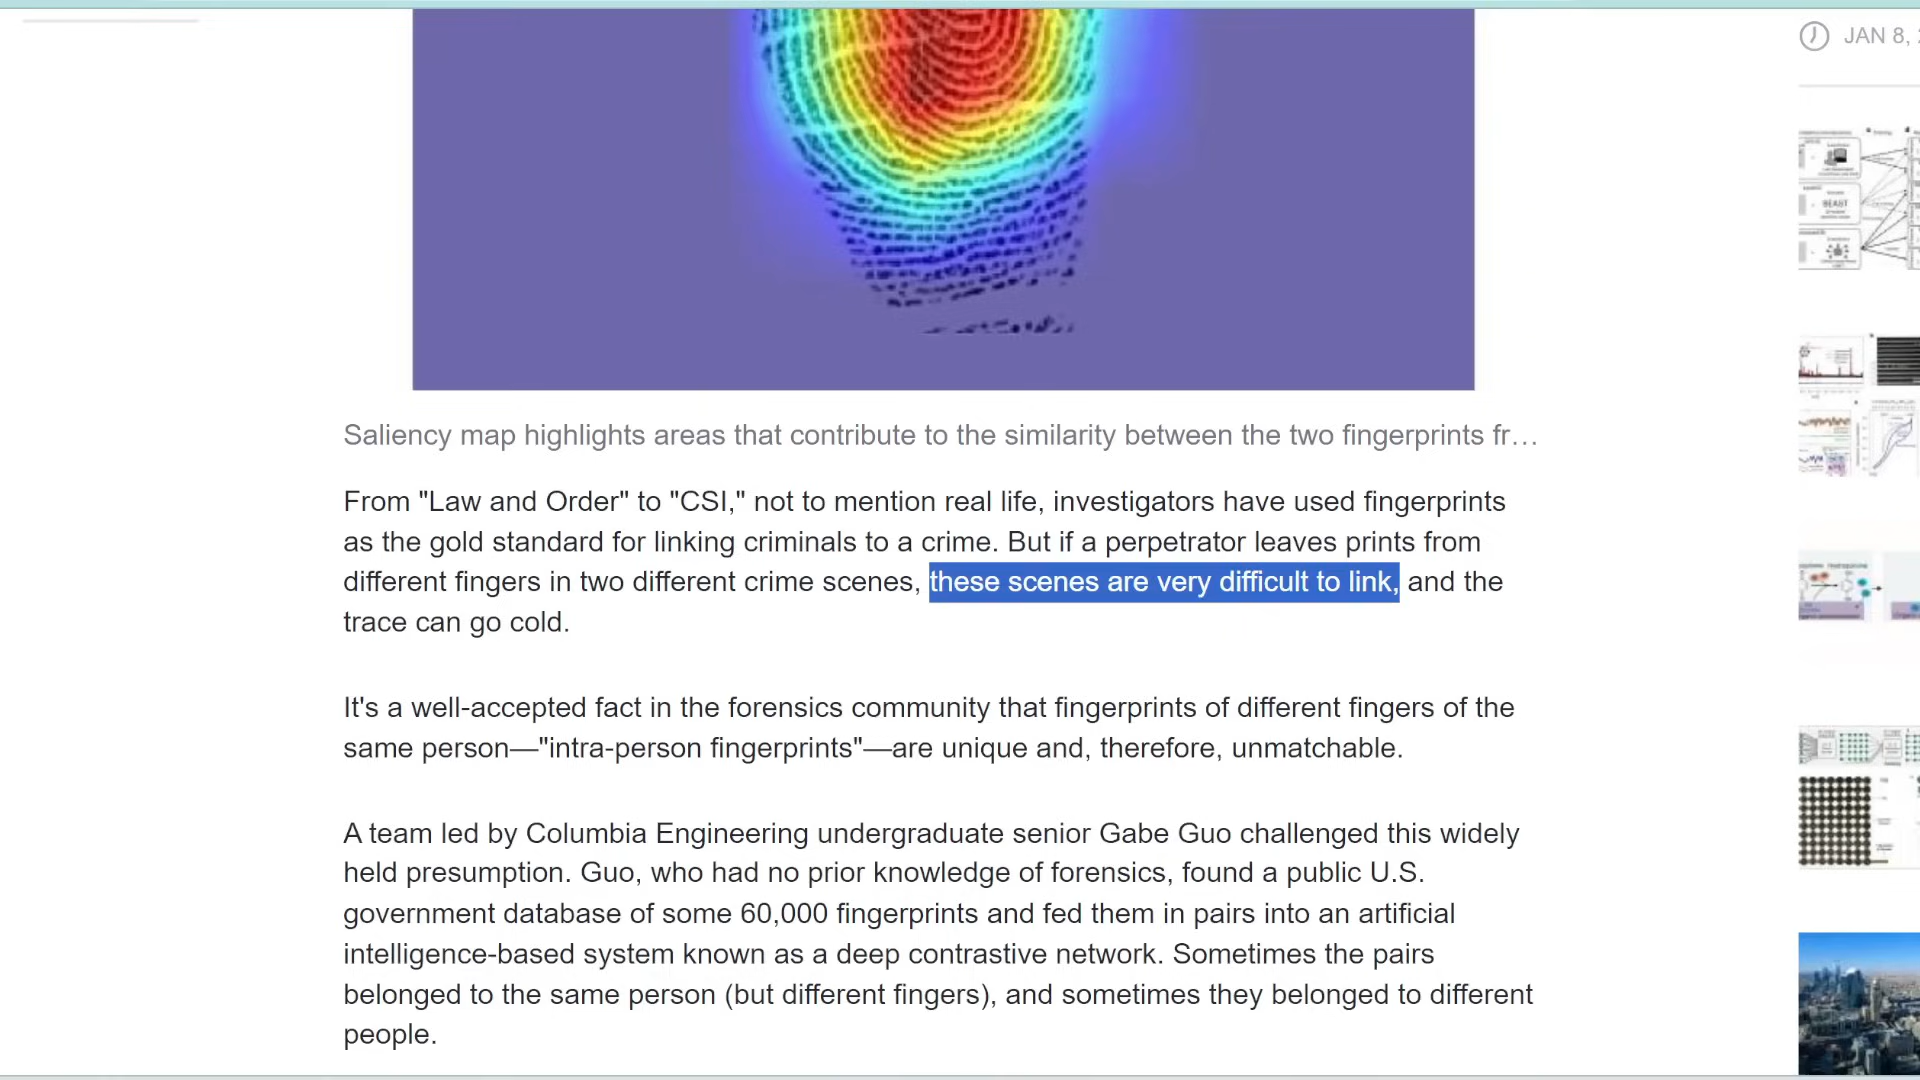 JAN 8,
Saliency map highlights areas that contribute to the similarity between the two fingerprints fr…
From "Law and Order" to "CSI," not to mention real life, investigators have used fingerprints
as the gold standard for linking criminals to a crime. But if a perpetrator leaves prints from
different fingers in two different crime scenes, these scenes are very difficult to link, and the
trace can go cold.
It's a well-accepted fact in the forensics community that fingerprints of different fingers of the
same person—"intra-person fingerprints"—are unique and, therefore, unmatchable.
A team led by Columbia Engineering undergraduate senior Gabe Guo challenged this widely
held presumption. Guo, who had no prior knowledge of forensics, found a public U.S.
government database of some 60,000 fingerprints and fed them in pairs into an artificial
intelligence-based system known as a deep contrastive network. Sometimes the pairs
belonged to the same person (but different fingers), and sometimes they belonged to different
people.
BEAST